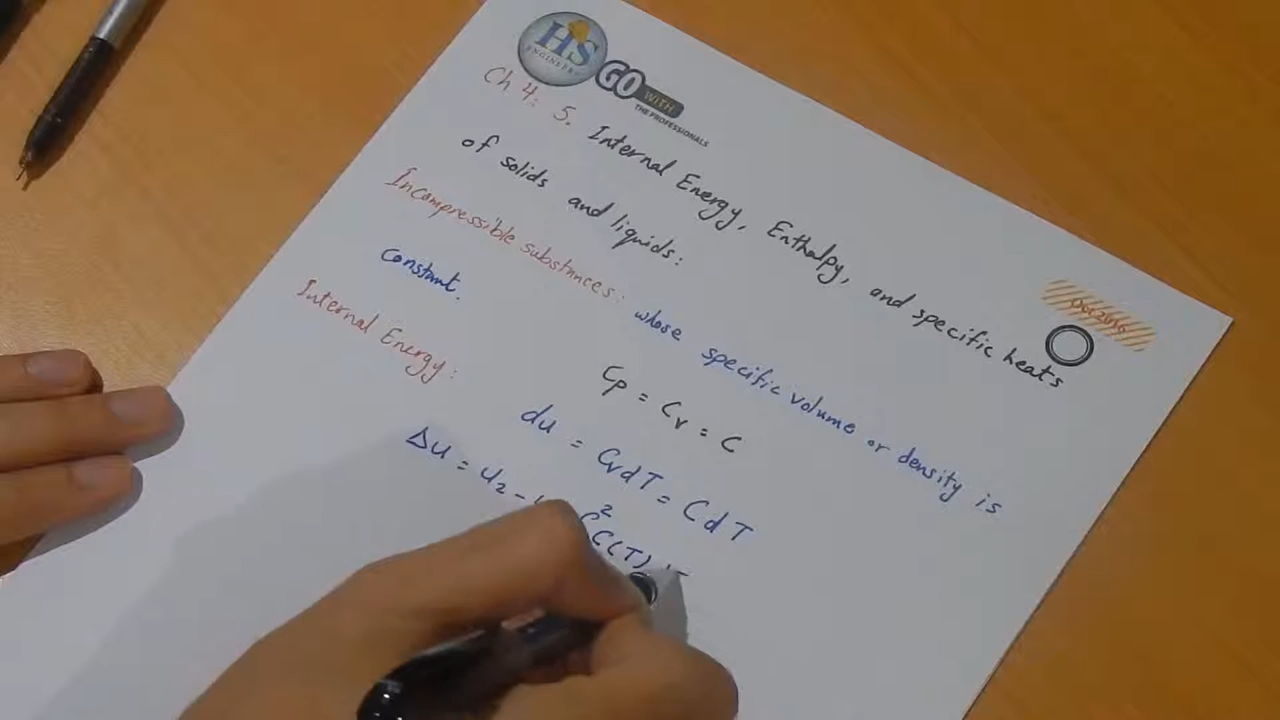 HS
ENGINEERS
GO WITH
THE PROFESSIONALS
Ch 4: 5. Internal Energy, Enthalpy, and specific heats
of solids and liquids:
Incompressible substances: whose specific volume or density is
constant.
Cp = Cv = C
Internal Energy: du = CvdT = CdT
Δu = u2 - 2 C(T)